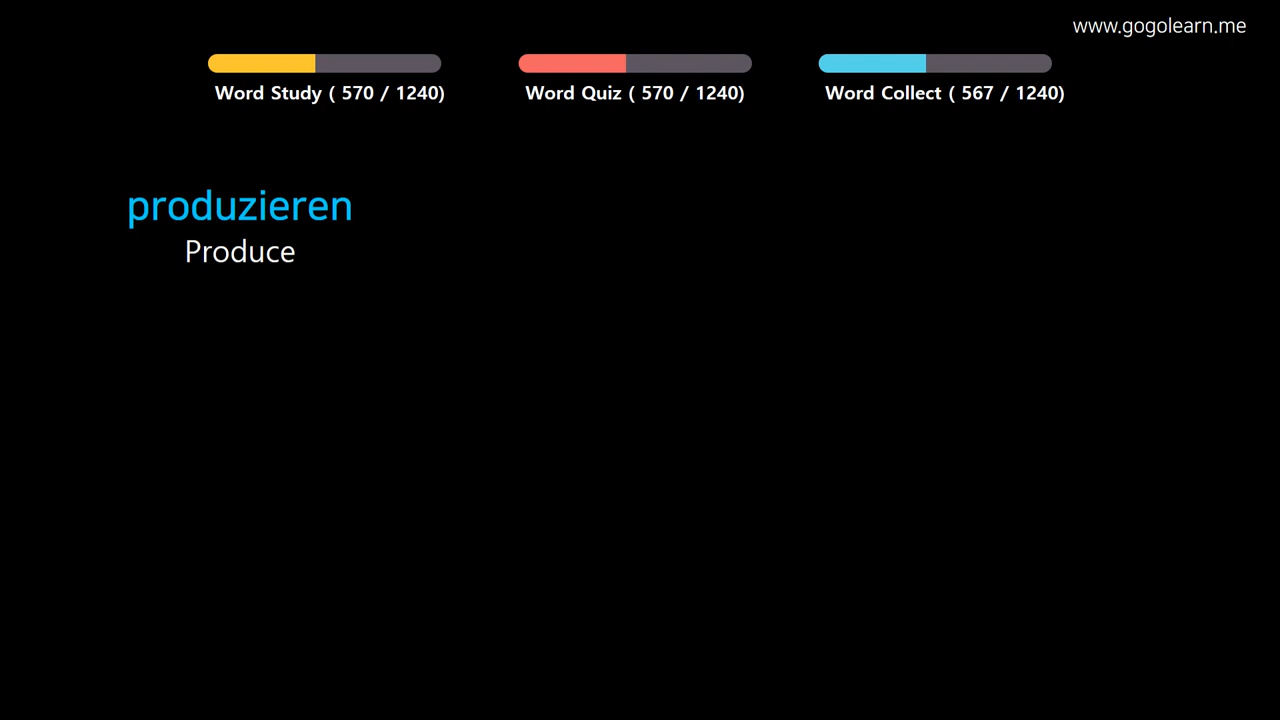 www.gogolearn.me
Word Study ( 570 / 1240)
Word Quiz ( 570 / 1240)
Word Collect ( 567 / 1240)
produzieren
Produce